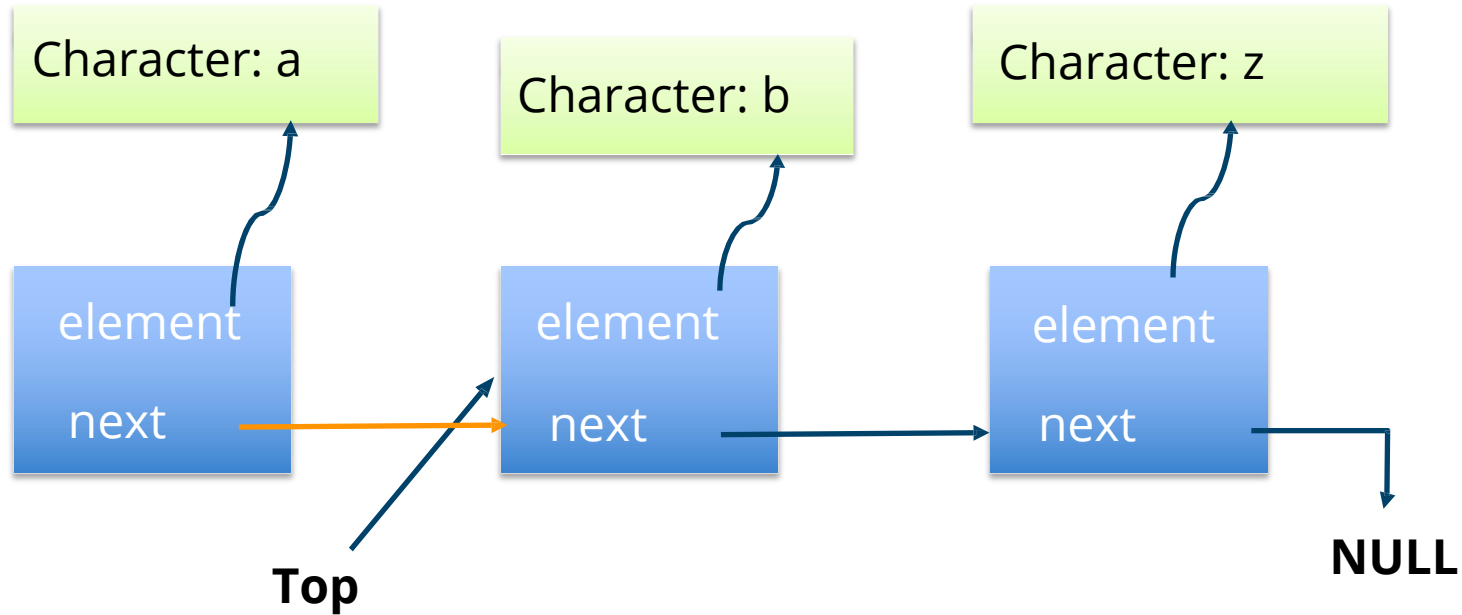 Character: a
Character: b
Character: z
element
next
element
next
element
next
Top
NULL